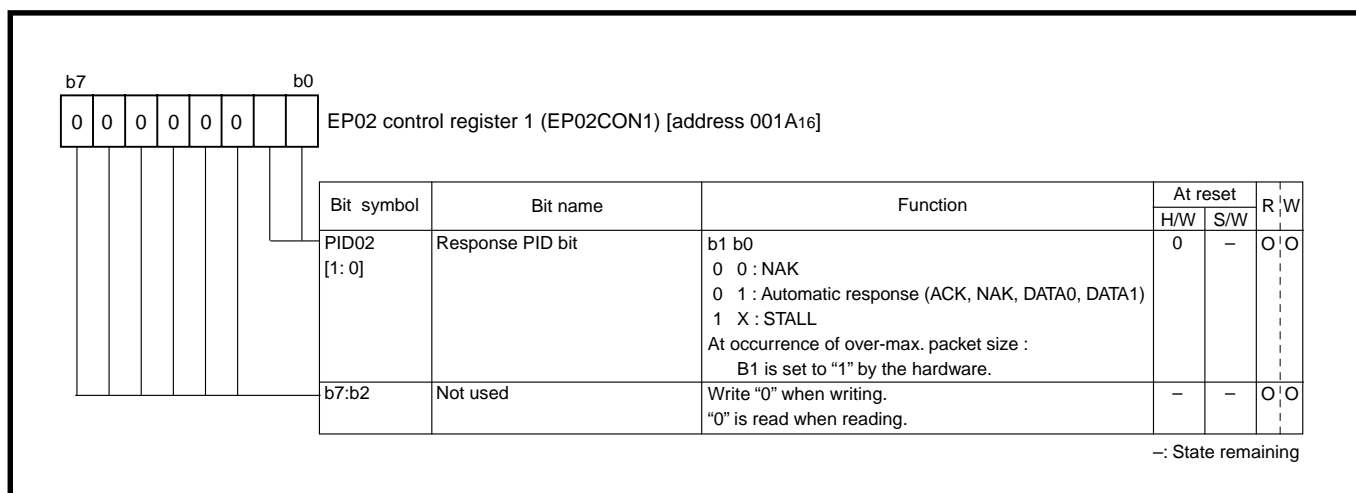 b7 b0
0 0 0 0 0 0 EP02 control register 1 (EP02CON1) [address 001A16]
Bit symbol Bit name Function At reset R W
H/W S/W
PID02 Response PID bit b1 b0 0 – O O
[1: 0] 0 0 : NAK
0 1 : Automatic response (ACK, NAK, DATA0, DATA1)
1 X : STALL
At occurrence of over-max. packet size :
B1 is set to “1” by the hardware.
b7:b2 Not used Write “0” when writing. – – O O
“0” is read when reading.
–: State remaining